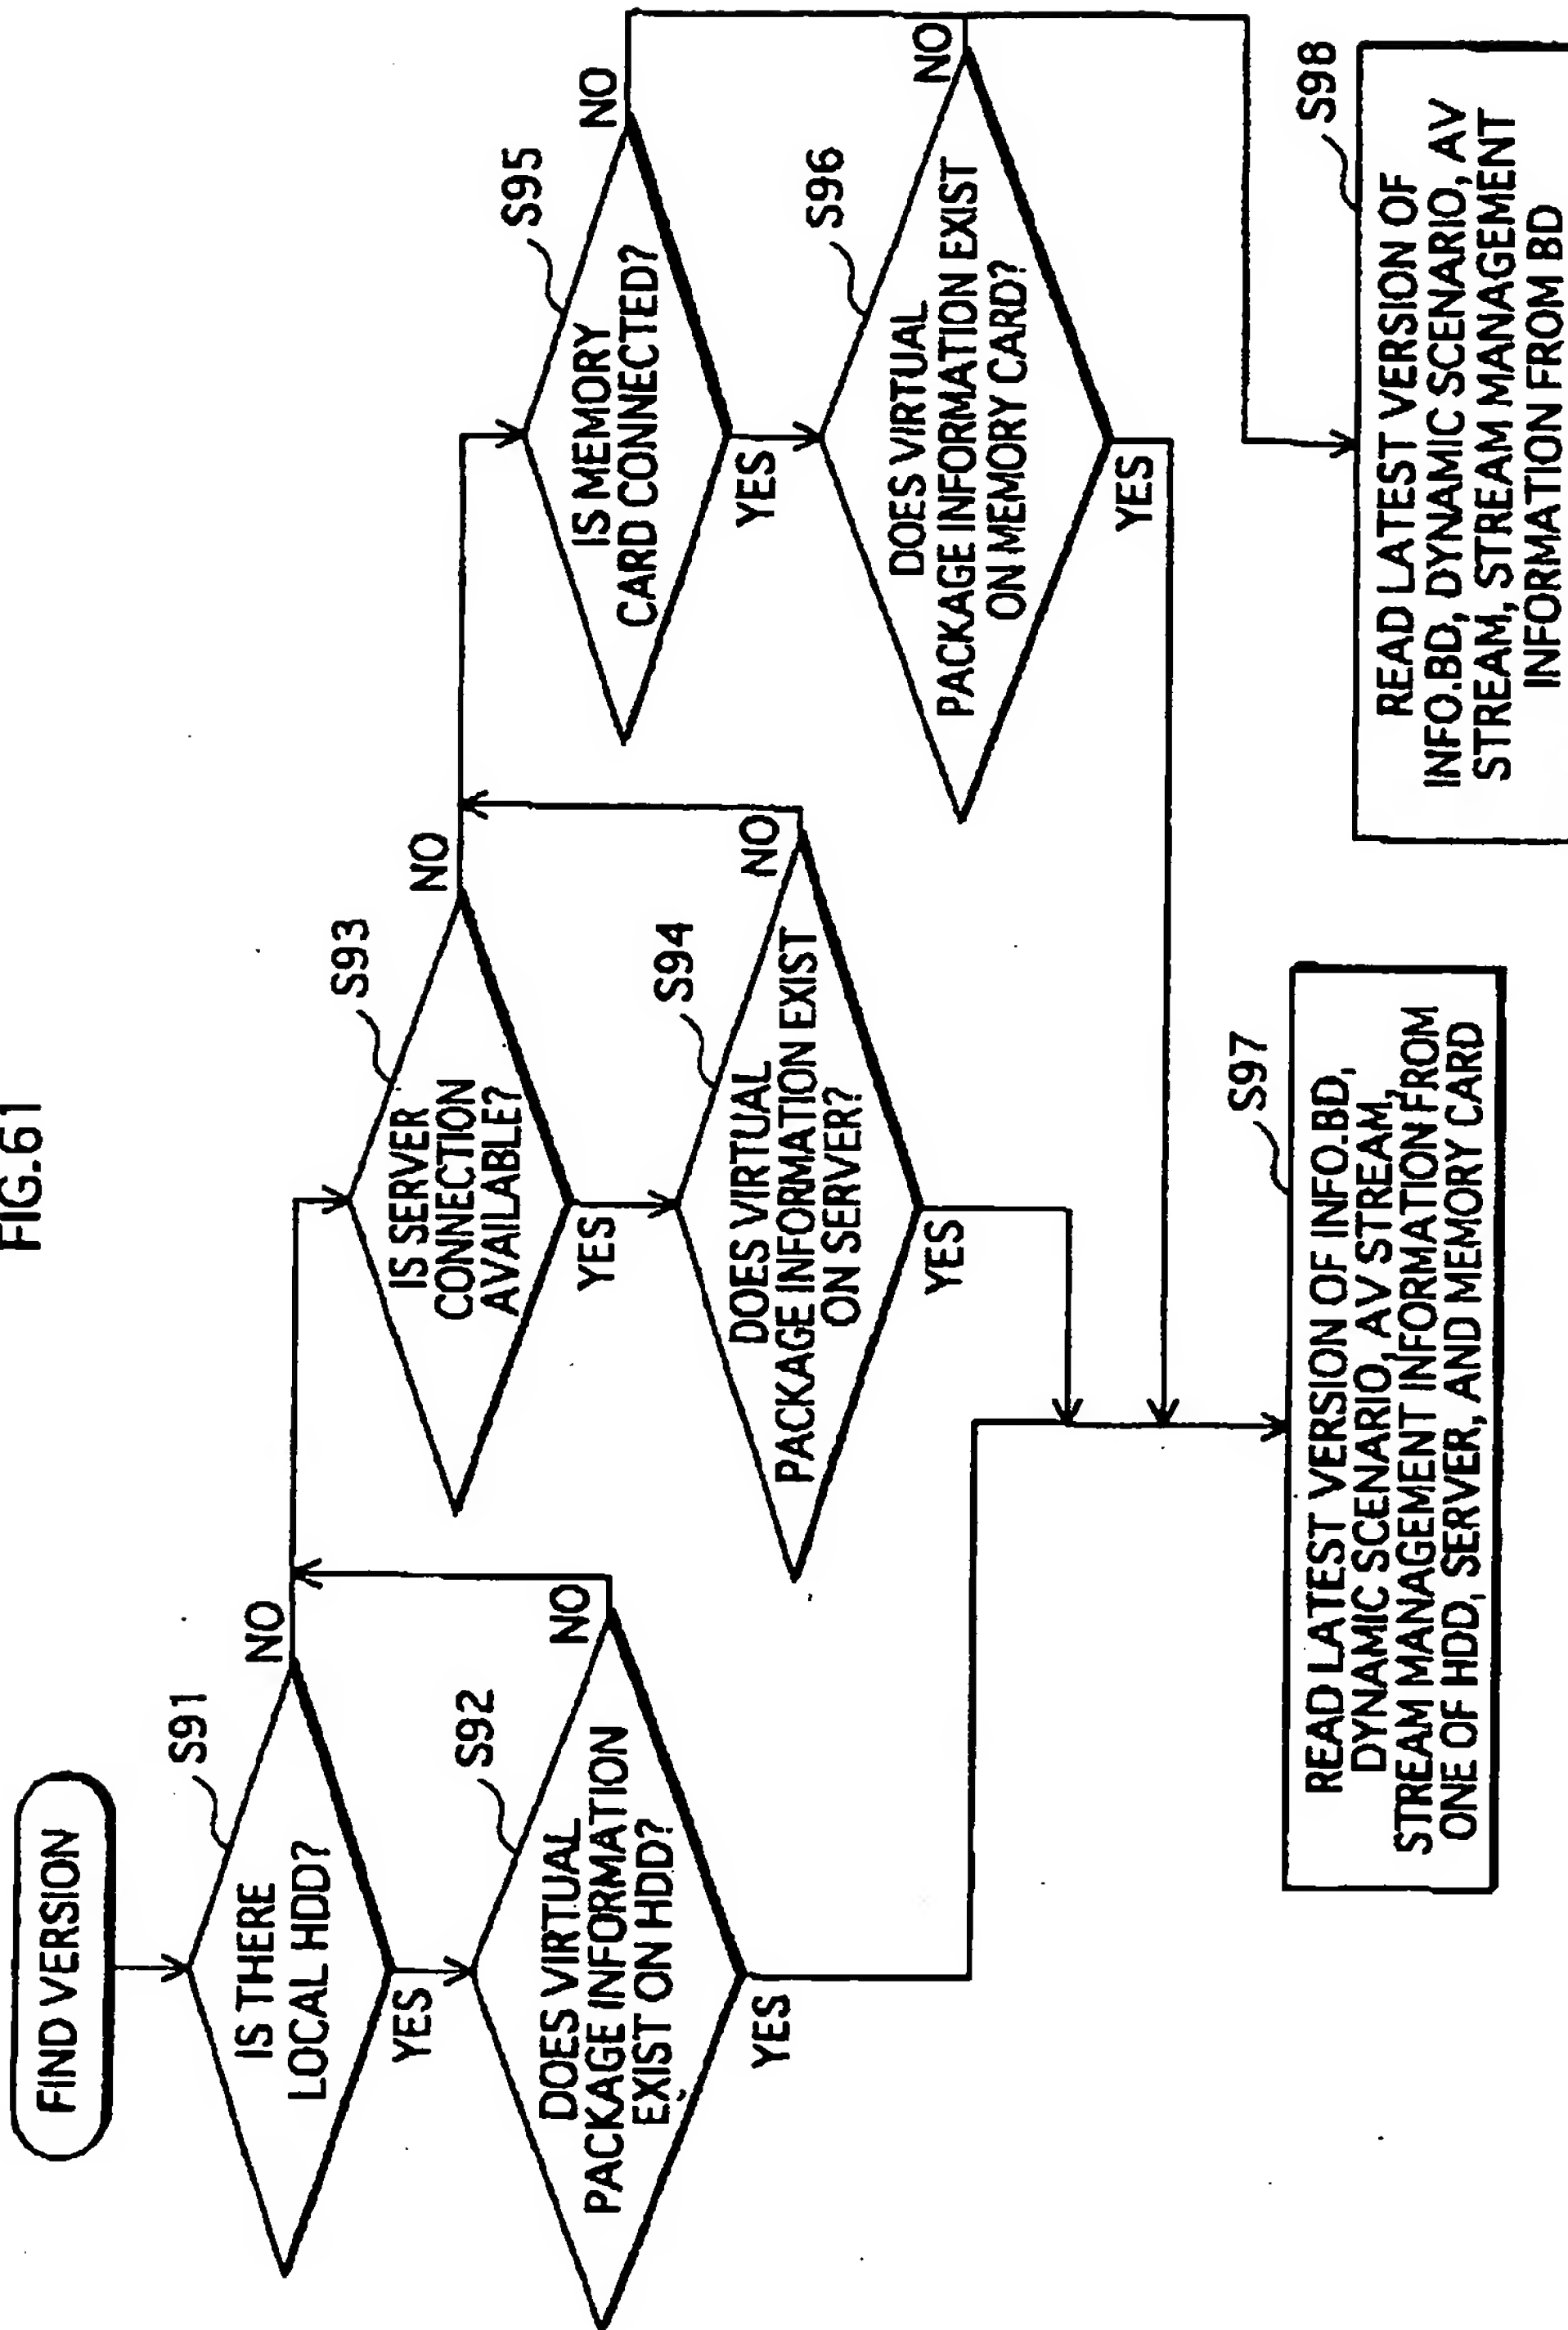 FIG.61
FIND VERSION
S91
IS THERE
LOCAL HDD?
NO
YES
S92
DOES VIRTUAL
PACKAGE INFORMATION
EXIST ON HDD?
NO
YES
S93
IS SERVER
CONNECTION
AVAILABLE?
NO
YES
S94
DOES VIRTUAL
PACKAGE INFORMATION EXIST
ON SERVER?
NO
YES
S95
IS MEMORY
CARD CONNECTED?
NO
YES
S96
DOES VIRTUAL
PACKAGE INFORMATION EXIST
ON MEMORY CARD?
NO
YES
S97
READ LATEST VERSION OF INFO.BD,
DYNAMIC SCENARIO, AV STREAM,
STREAM MANAGEMENT INFORMATION FROM
ONE OF HDD, SERVER, AND MEMORY CARD
S98
READ LATEST VERSION OF
INFO.BD, DYNAMIC SCENARIO, AV
STREAM, STREAM MANAGEMENT
INFORMATION FROM BD